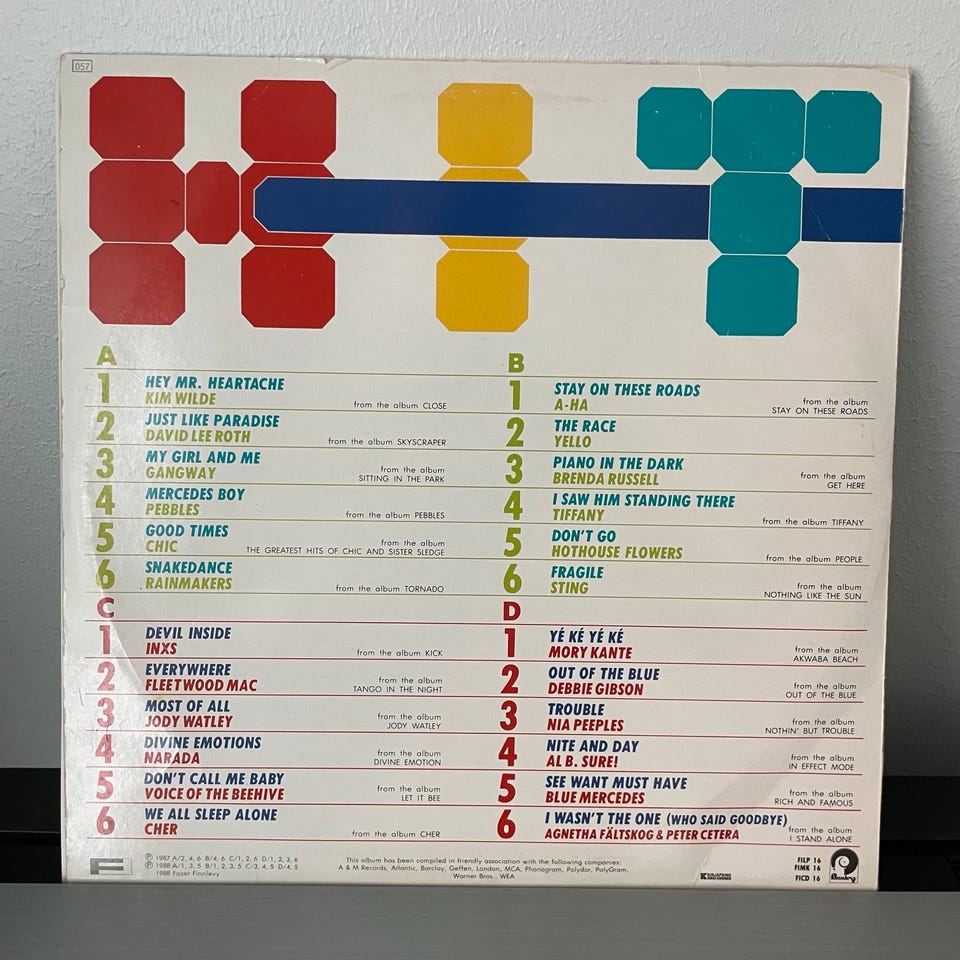 057
HIT
A
1 HEY MR. HEARTACHE
KIM WILDE from the album CLOSE
2 JUST LIKE PARADISE
DAVID LEE ROTH from the album SKYSCRAPER
3 MY GIRL AND ME
GANGWAY from the album
SITTING IN THE PARK
4 MERCEDES BOY
PEBBLES from the album PEBBLES
5 GOOD TIMES
CHIC from the album
THE GREATEST HITS OF CHIC AND SISTER SLEDGE
6 SNAKEDANCE
RAINMAKERS from the album TORNADO
B
1 STAY ON THESE ROADS
A-HA from the album
STAY ON THESE ROADS
2 THE RACE
YELLO
3 PIANO IN THE DARK
BRENDA RUSSELL from the album
GET HERE
4 I SAW HIM STANDING THERE
TIFFANY from the album TIFFANY
5 DON'T GO
HOTHOUSE FLOWERS from the album PEOPLE
6 FRAGILE
STING from the album
NOTHING LIKE THE SUN
C
1 DEVIL INSIDE
INXS from the album KICK
2 EVERYWHERE
FLEETWOOD MAC from the album
TANGO IN THE NIGHT
3 MOST OF ALL
JODY WATLEY from the album
JODY WATLEY
4 DIVINE EMOTIONS
NARADA from the album
DIVINE EMOTION
5 DON'T CALL ME BABY
VOICE OF THE BEEHIVE from the album
LET IT BEE
6 WE ALL SLEEP ALONE
CHER from the album CHER
D
1 YÉ KÉ YÉ KÉ
MORY KANTE from the album
AKWABA BEACH
2 OUT OF THE BLUE
DEBBIE GIBSON from the album
OUT OF THE BLUE
3 TROUBLE
NIA PEEPLES from the album
NOTHIN' BUT TROUBLE
4 NITE AND DAY
AL B. SURE! from the album
IN EFFECT MODE
5 SEE WANT MUST HAVE
BLUE MERCEDES from the album
RICH AND FAMOUS
6 I WASN'T THE ONE (WHO SAID GOODBYE)
AGNETHA FÄLTSKOG & PETER CETERA from the album
I STAND ALONE
F
℗ 1987 A/2, 4, 6 B/4, 6 C/1, 2, 6 D/1, 2, 3, 6
℗ 1988 A/1, 3, 5 B/1, 2, 3, 5 C/3, 4, 5 D/4, 5
1988 Fazer Finnlevy
This album has been compiled in friendly association with the following companies:
A & M Records, Atlantic, Barclay, Geffen, London, MCA, Phonogram, Polydor, PolyGram,
Warner Bros., WEA
FILP 16
FIMK 16
FICD 16
Finnlevy